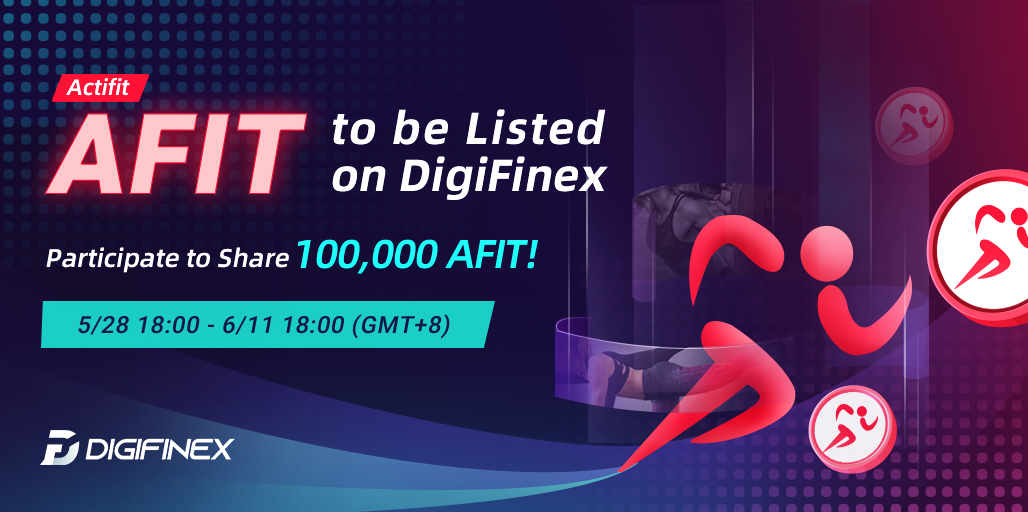 Actifit
AFIT
to be Listed
on DigiFinex
Participate to Share 100,000 AFIT!
5/28 18:00 - 6/11 18:00 (GMT+8)
DIGIFINEX